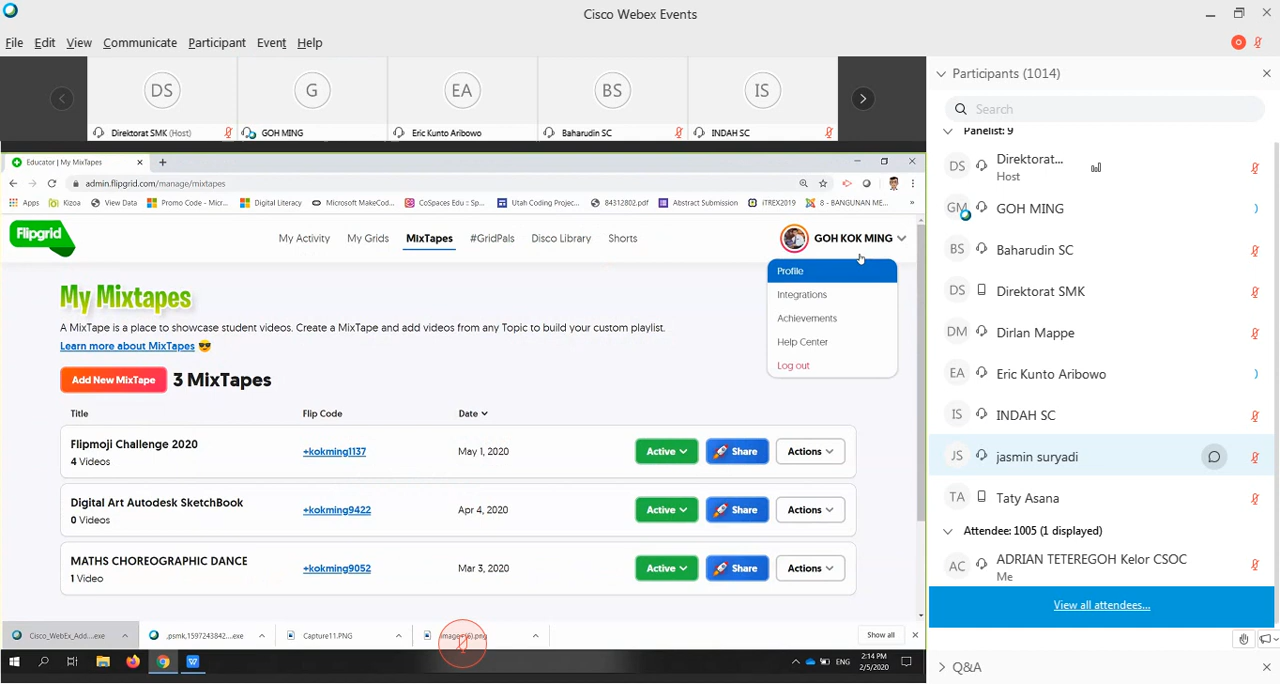 Cisco Webex Events
File Edit View Communicate Participant Event Help
DS G EA BS IS
Direktorat SMK (Host) GOH MING Eric Kunto Aribowo Baharudin SC INDAH SC
Educator | My MixTapes
admin.flipgrid.com/manage/mixtapes
Apps Kizoa View Data Promo Code - Micr... Digital Literacy Microsoft MakeCod... CoSpaces Edu :: Sp... Utah Coding Projec... 84312802.pdf Abstract Submission iTREX2019 8 - BANGUNAN ME... »
Flipgrid My Activity My Grids MixTapes #GridPals Disco Library Shorts GOH KOK MING
Profile
Integrations
Achievements
Help Center
Log out
My Mixtapes
A MixTape is a place to showcase student videos. Create a MixTape and add videos from any Topic to build your custom playlist.
Learn more about MixTapes 😎
Add New MixTape 3 MixTapes
Title Flip Code Date
Flipmoji Challenge 2020
4 Videos
+kokming1137 May 1, 2020 Active Share Actions
Digital Art Autodesk SketchBook
0 Videos
+kokming9422 Apr 4, 2020 Active Share Actions
MATHS CHOREOGRAPHIC DANCE
1 Video
+kokming9052 Mar 3, 2020 Active Share Actions
Cisco_WebEx_Add....exe .psmk,1597243842...exe Capture11.PNG Show all
ENG
2:14 PM
2/5/2020
Participants (1014)
Search
Panelist: 9
DS Direktorat...
Host
GM GOH MING
BS Baharudin SC
DS Direktorat SMK
DM Dirlan Mappe
EA Eric Kunto Aribowo
IS INDAH SC
JS jasmin suryadi
TA Taty Asana
Attendee: 1005 (1 displayed)
AC ADRIAN TETEREGOH Kelor CSOC
Me
View all attendees...
Q&A